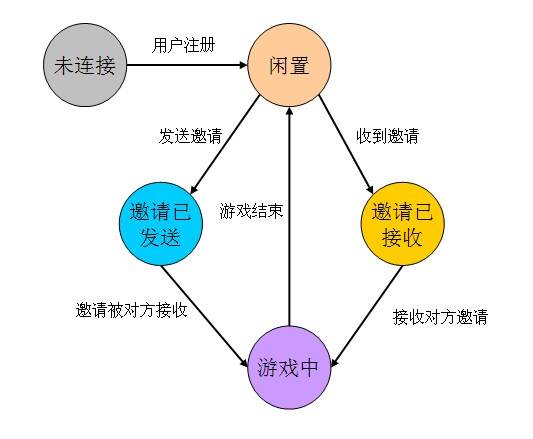 用户注册
未连接
闲置
发送邀请
收到邀请
邀请已
发送
游戏结束
邀请已
接收
邀请被对方接收
接收对方邀请
游戏中